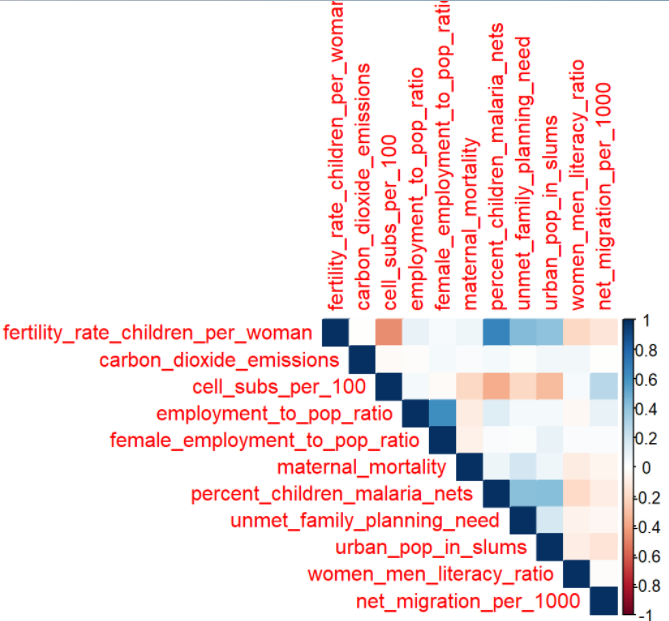 fertility_rate_children_per_woman
carbon_dioxide_emissions
cell_subs_per_100
employment_to_pop_ratio
female_employment_to_pop_ratio
maternal_mortality
percent_children_malaria_nets
unmet_family_planning_need
urban_pop_in_slums
women_men_literacy_ratio
net_migration_per_1000
fertility_rate_children_per_woman
carbon_dioxide_emissions
cell_subs_per_100
employment_to_pop_ratio
female_employment_to_pop_ratio
maternal_mortality
percent_children_malaria_nets
unmet_family_planning_need
urban_pop_in_slums
women_men_literacy_ratio
net_migration_per_1000
1
0.8
0.6
0.4
0.2
0
-0.2
-0.4
-0.6
-0.8
-1